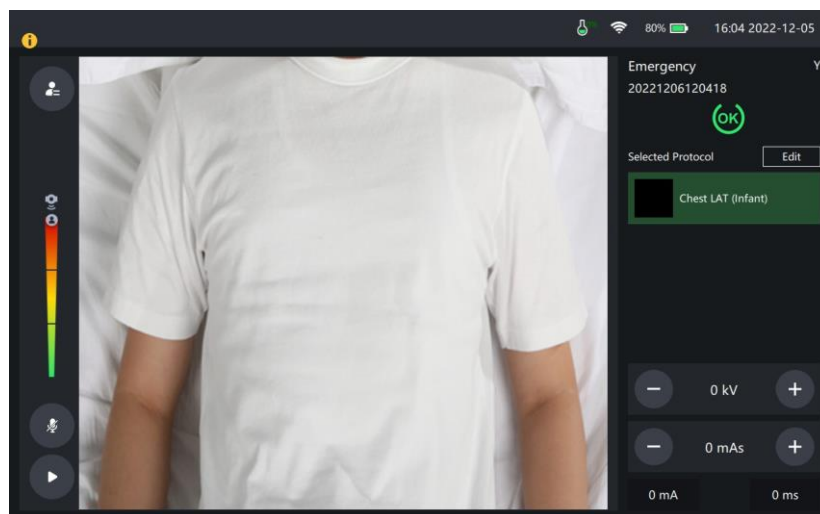 80% 16:04 2022-12-05
Emergency Y
20221206120418
OK
Selected Protocol Edit
Chest LAT (Infant)
0 kV
0 mAs
0 mA 0 ms